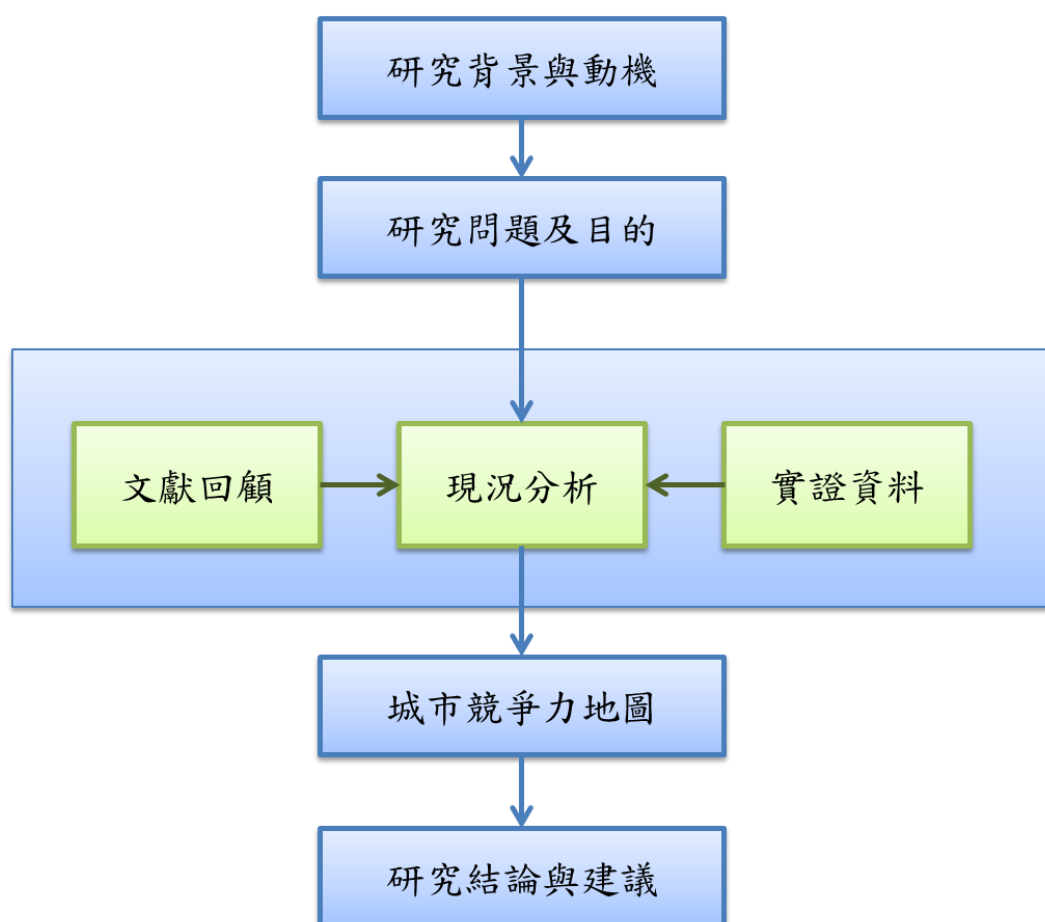 研究背景與動機
研究問題及目的
文獻回顧
現況分析
實證資料
城市競爭力地圖
研究結論與建議